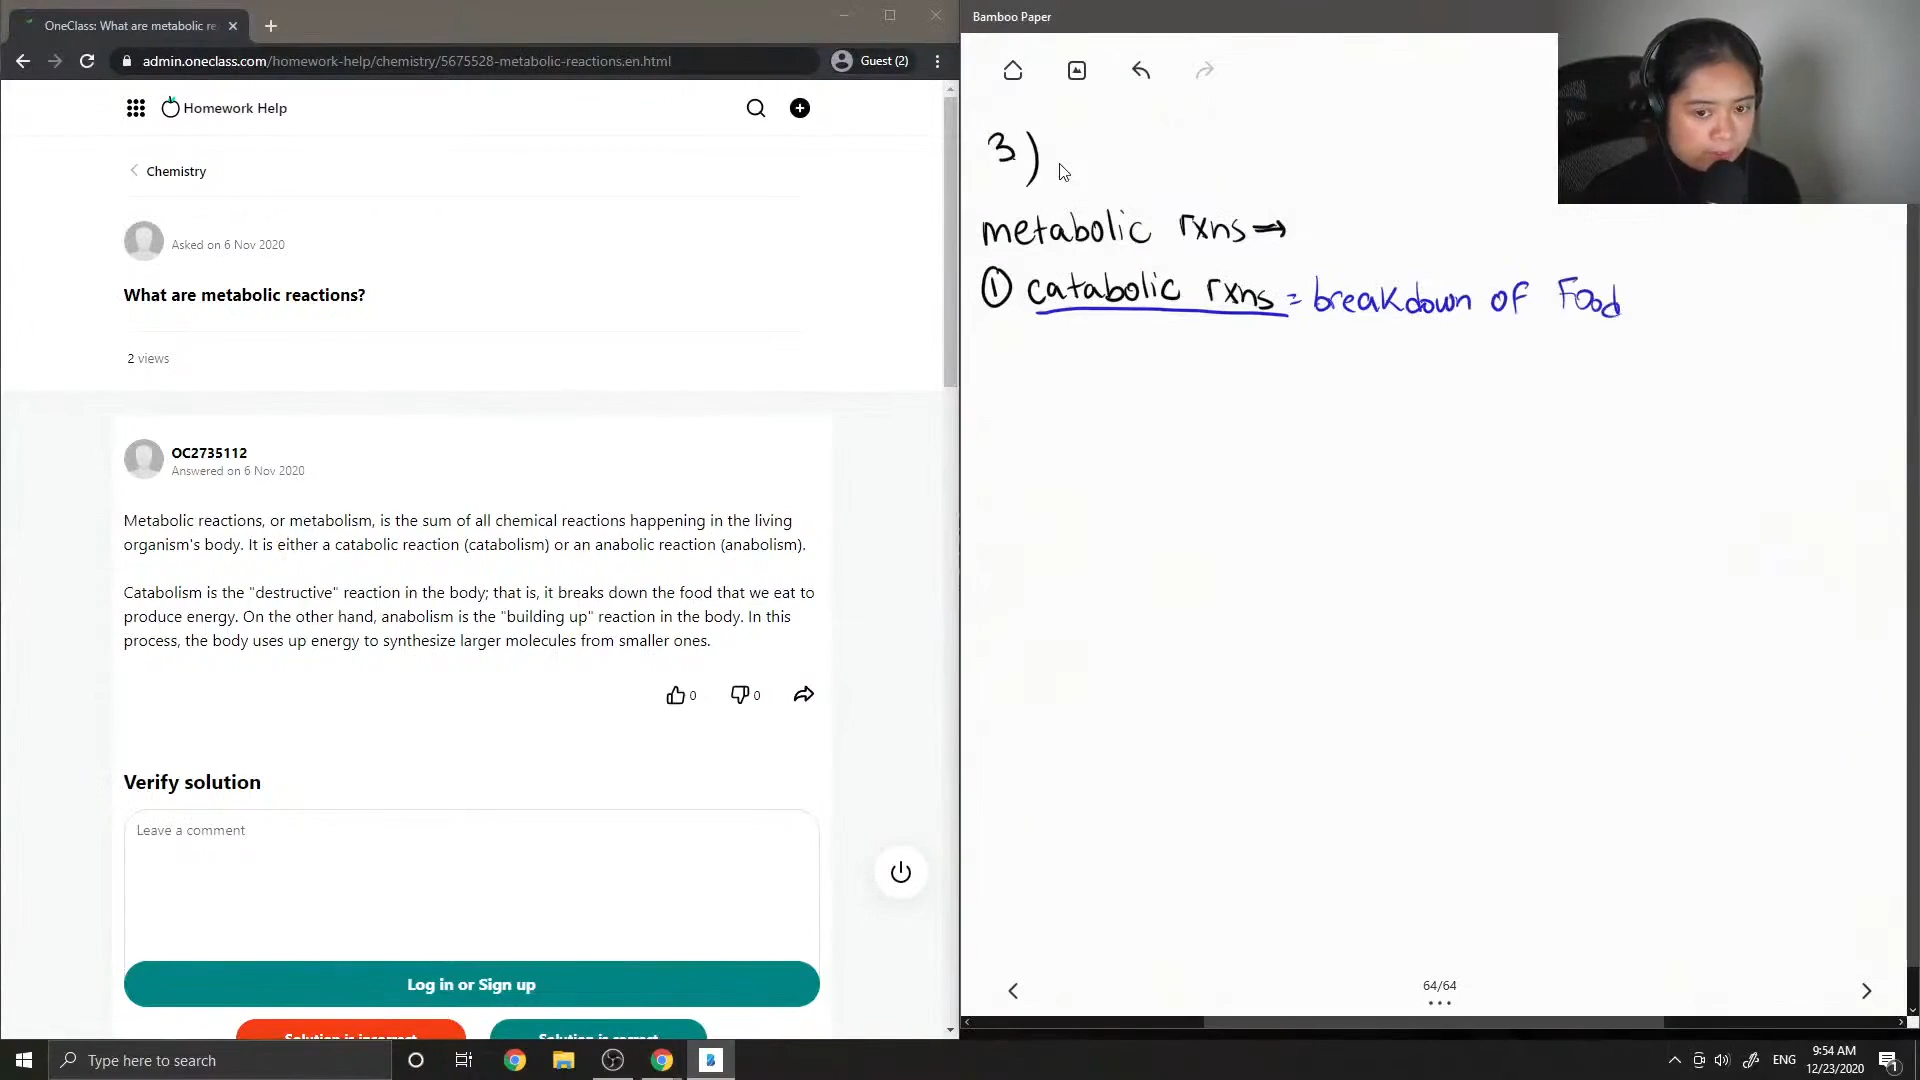 OneClass: What are metabolic re
admin.oneclass.com/homework-help/chemistry/5675528-metabolic-reactions.en.html
Guest (2)
Homework Help
Chemistry
Asked on 6 Nov 2020
What are metabolic reactions?
2 views
OC2735112
Answered on 6 Nov 2020
Metabolic reactions, or metabolism, is the sum of all chemical reactions happening in the living
organism's body. It is either a catabolic reaction (catabolism) or an anabolic reaction (anabolism).
Catabolism is the "destructive" reaction in the body; that is, it breaks down the food that we eat to
produce energy. On the other hand, anabolism is the "building up" reaction in the body. In this
process, the body uses up energy to synthesize larger molecules from smaller ones.
0
0
Verify solution
Leave a comment
Log in or Sign up
Solution is incorrect
Solution is correct
Bamboo Paper
3)
metabolic rxns→
① catabolic rxns = breakdown of Food
64/64
Type here to search
ENG
9:54 AM
12/23/2020
1